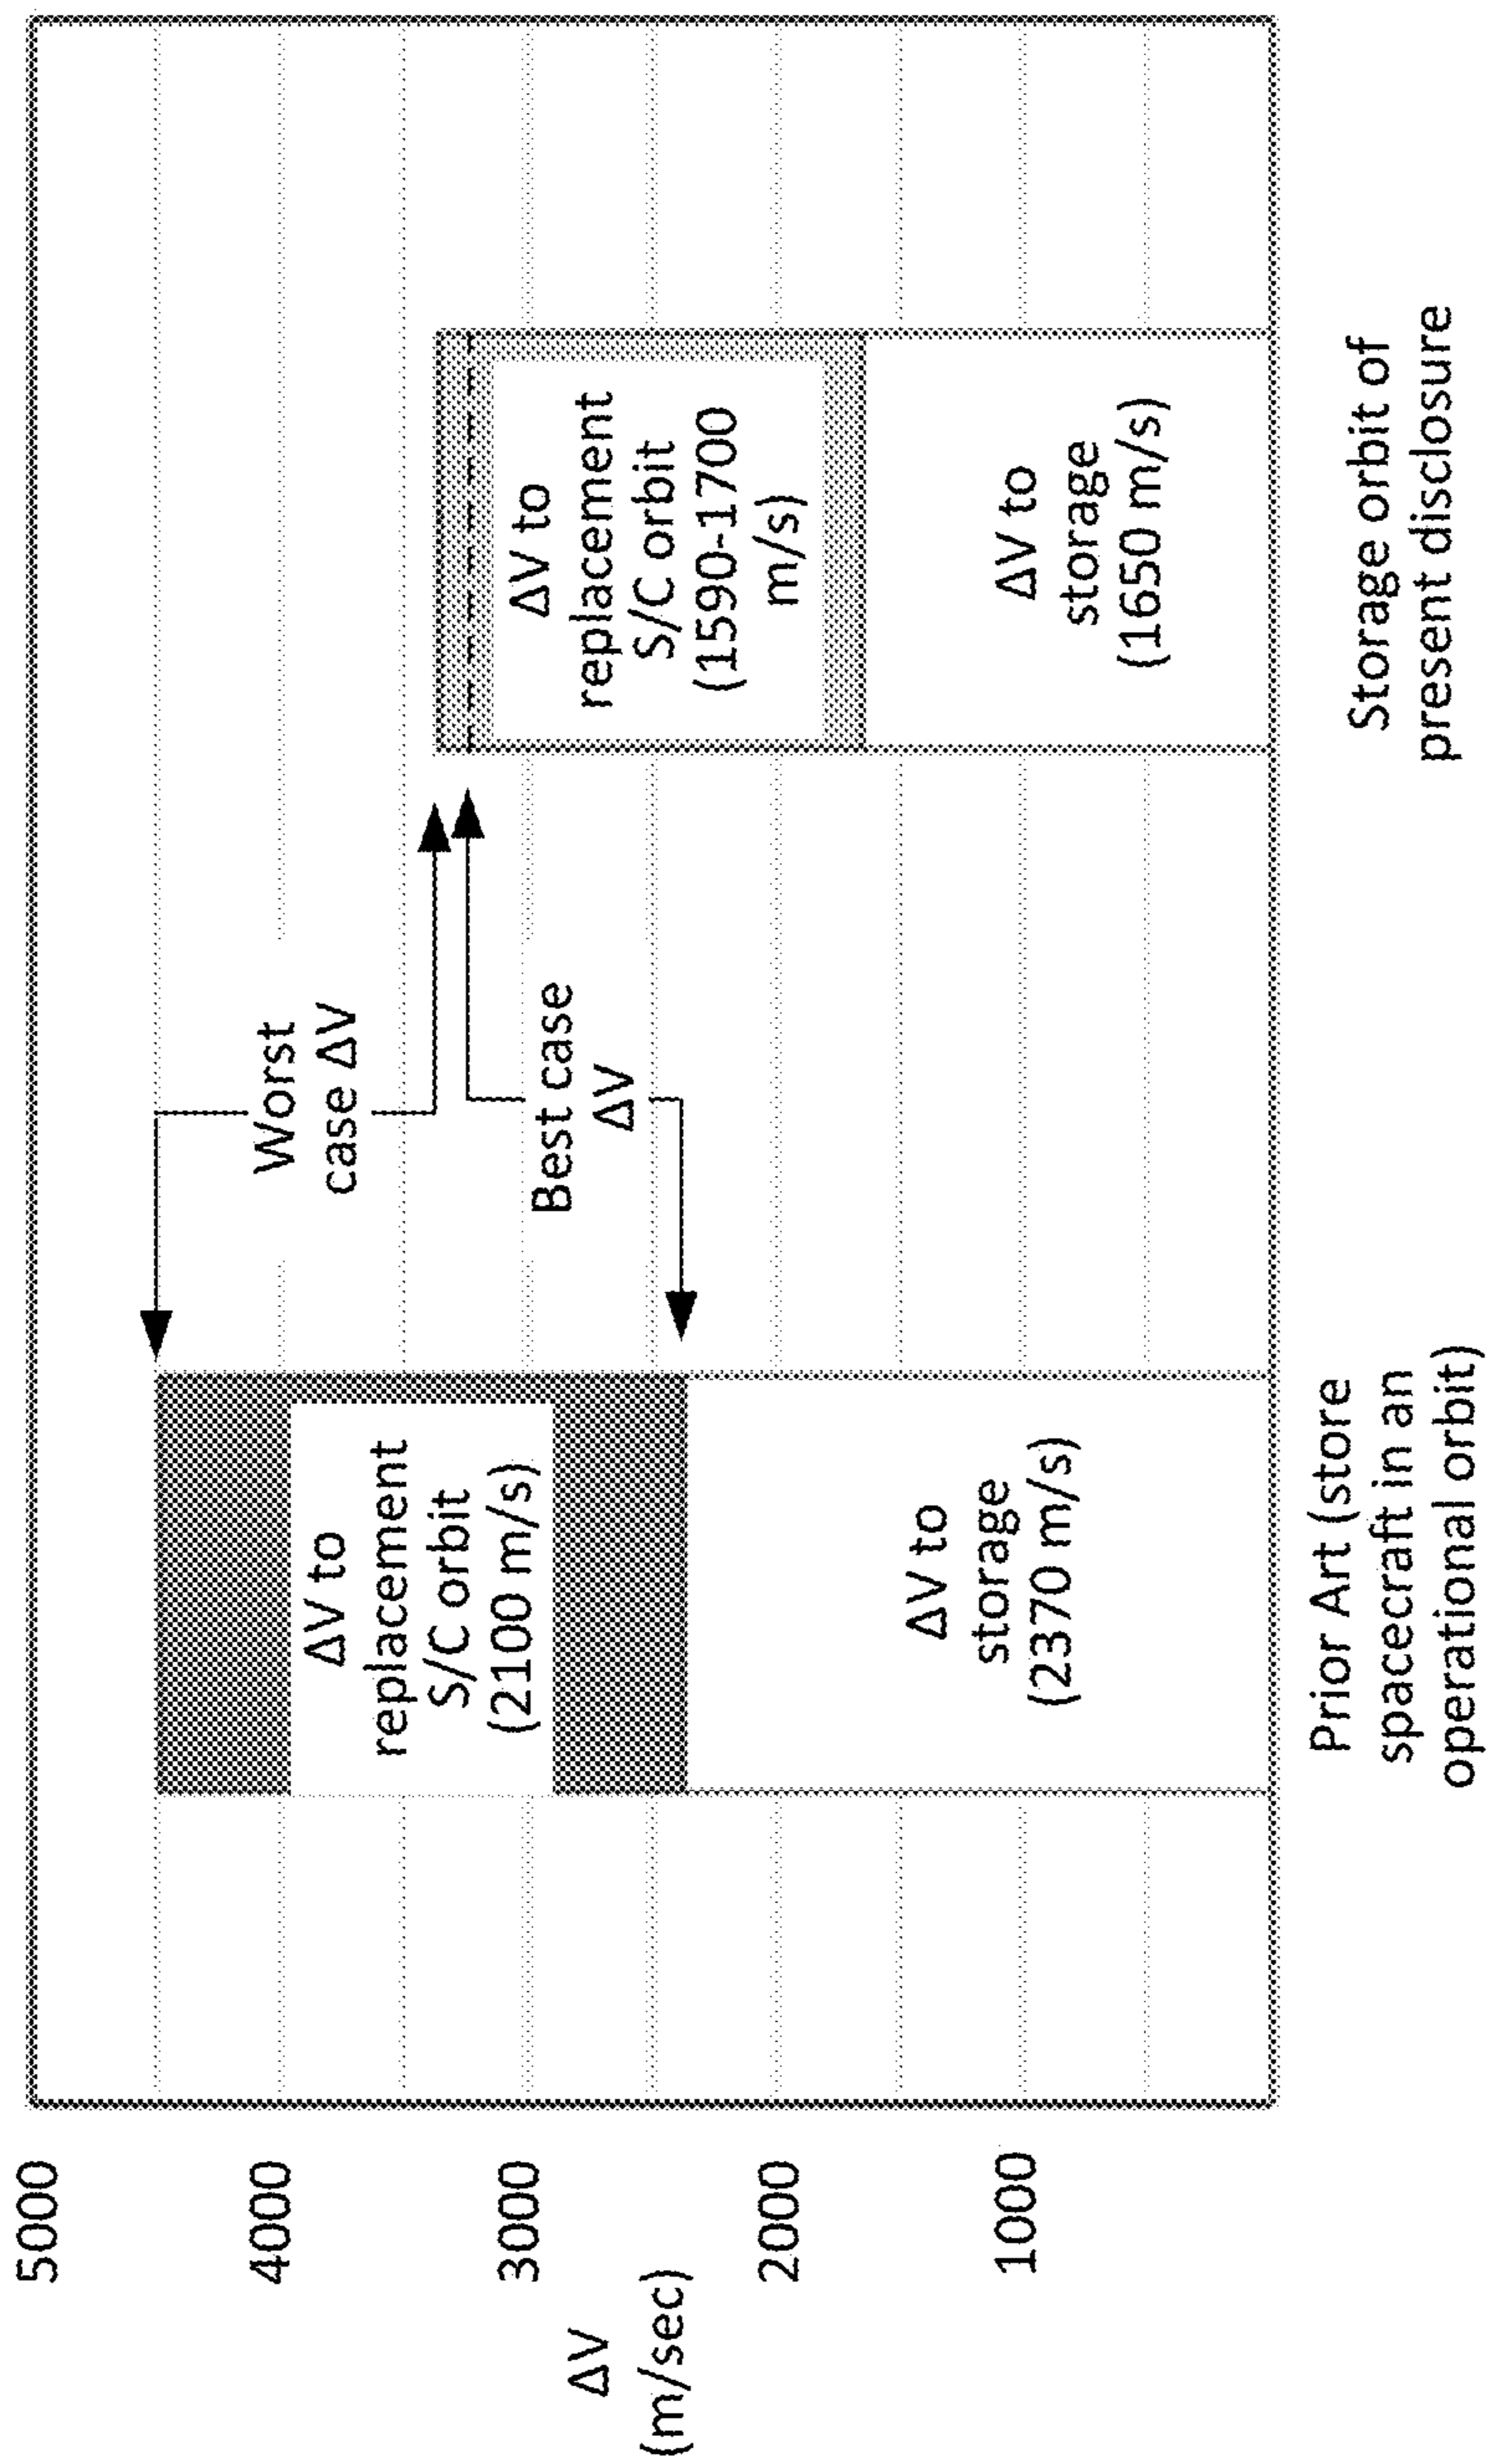 5000
4000
3000
2000
1000
ΔV
(m/sec)
Worst
case ΔV
Best case
ΔV
ΔV to
replacement
S/C orbit
(2100 m/s)
ΔV to
storage
(2370 m/s)
ΔV to
replacement
S/C orbit
(1590-1700
m/s)
ΔV to
storage
(1650 m/s)
Prior Art (store
spacecraft in an
operational orbit)
Storage orbit of
present disclosure